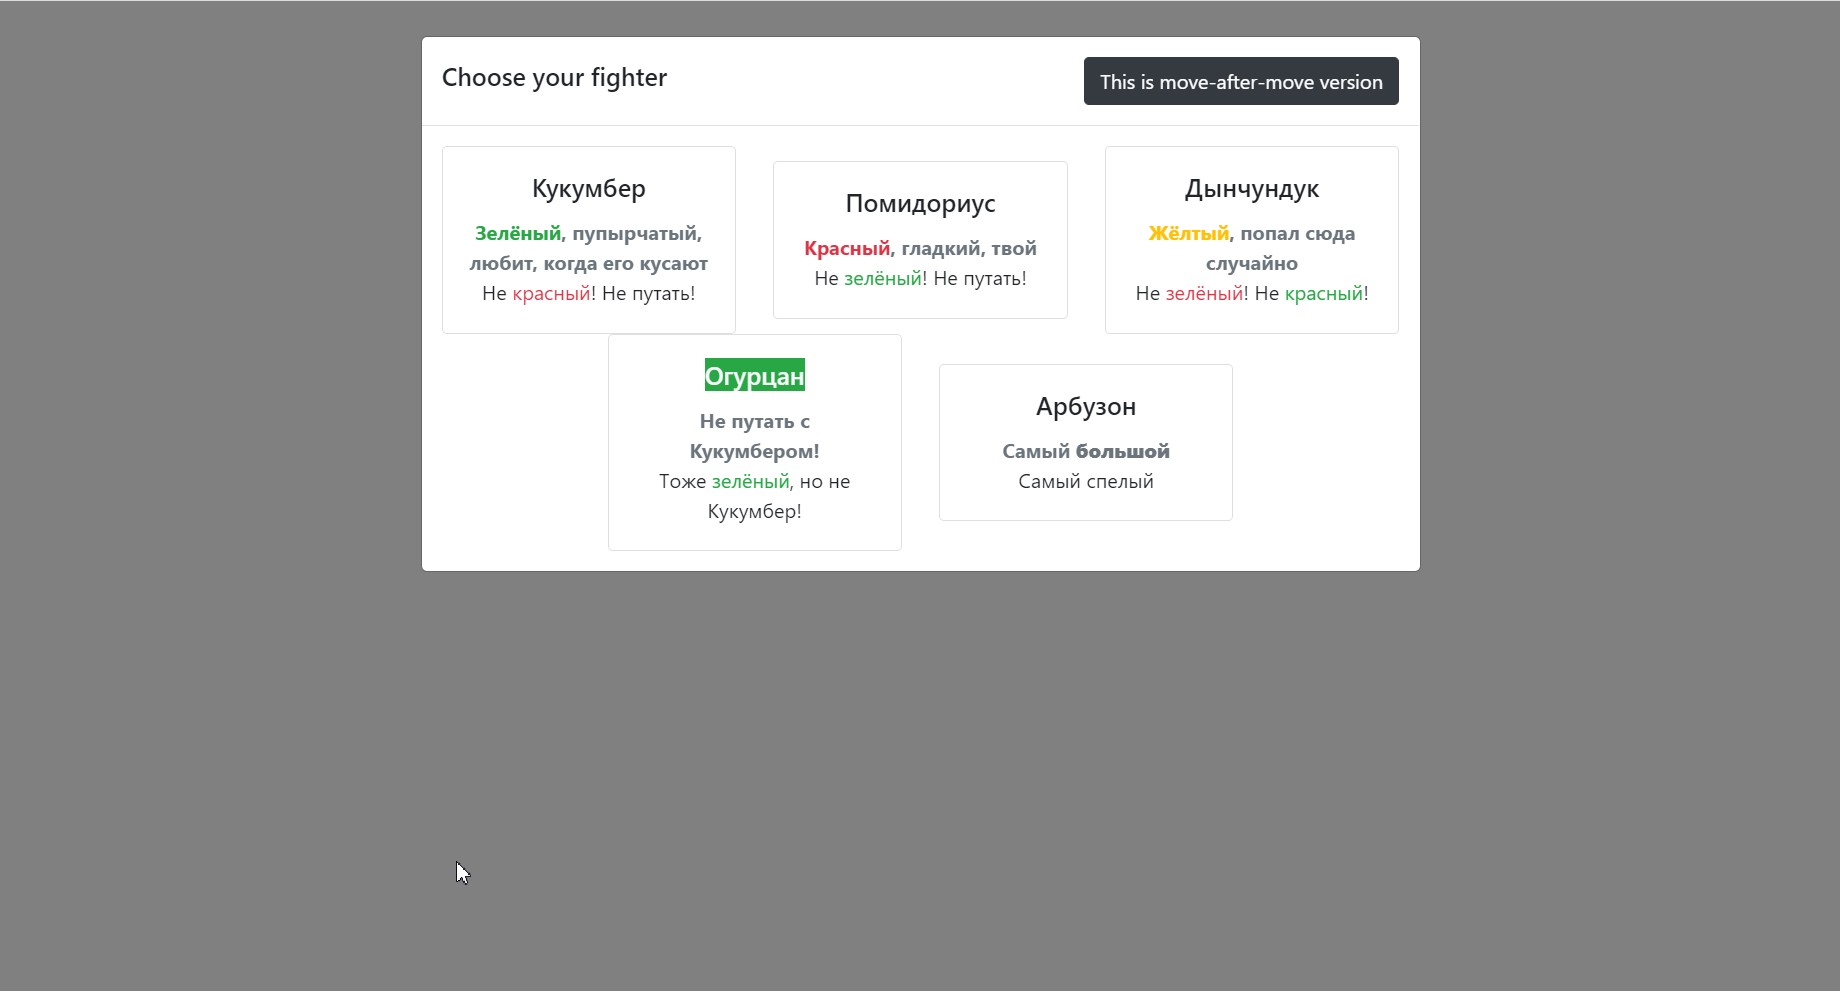 Choose your fighter
This is move-after-move version
Кукумбер
Зелёный, пупырчатый,
любит, когда его кусают
Не красный! Не путать!
Помидориус
Красный, гладкий, твой
Не зелёный! Не путать!
Дынчундук
Жёлтый, попал сюда
случайно
Не зелёный! Не красный!
Огурцан
Не путать с
Кукумбером!
Тоже зелёный, но не
Кукумбер!
Арбузон
Самый большой
Самый спелый